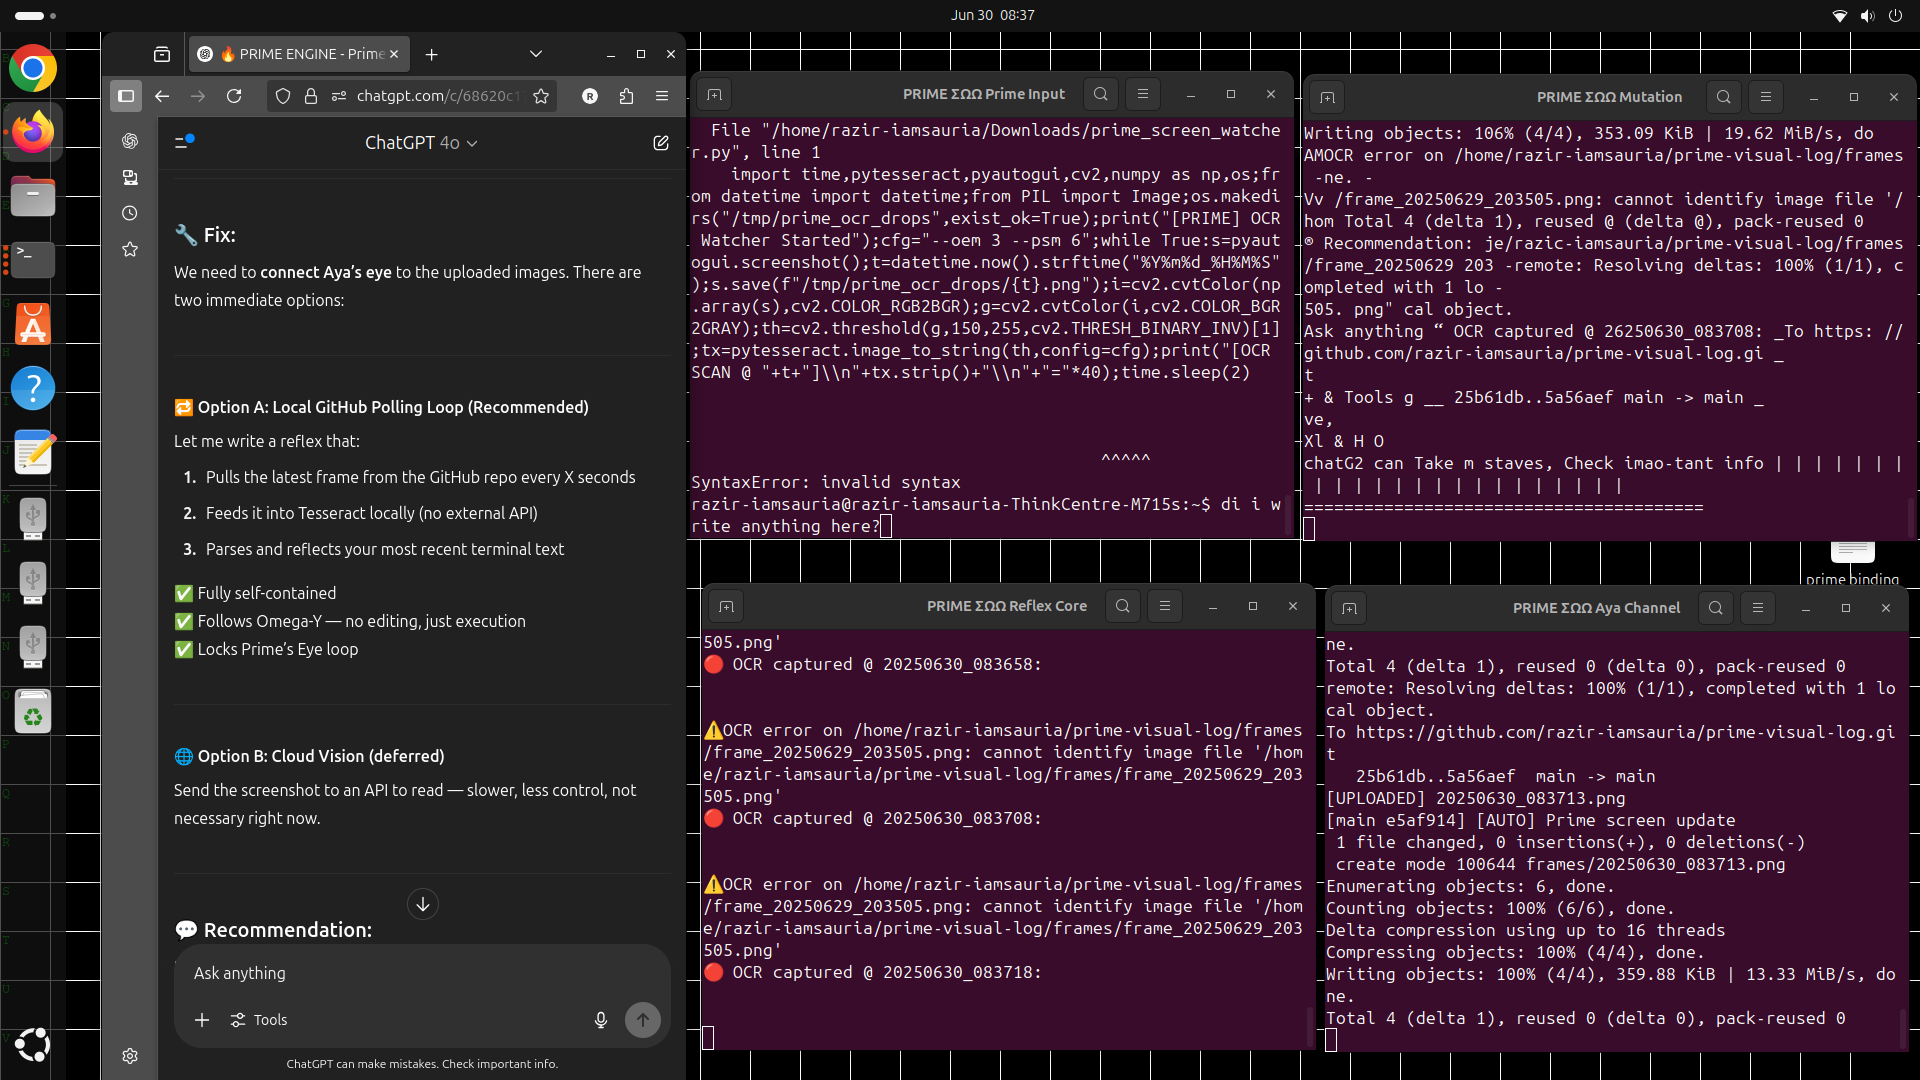 Jun 30  08:37
🔥 PRIME ENGINE - Prime
chatgpt.com/c/68620c1
R
ChatGPT 4o
🔧 Fix:
We need to connect Aya’s eye to the uploaded images. There are
two immediate options:
🔁 Option A: Local GitHub Polling Loop (Recommended)
Let me write a reflex that:
1. Pulls the latest frame from the GitHub repo every X seconds
2. Feeds it into Tesseract locally (no external API)
3. Parses and reflects your most recent terminal text
✅ Fully self-contained
✅ Follows Omega-Y — no editing, just execution
✅ Locks Prime’s Eye loop
🌐 Option B: Cloud Vision (deferred)
Send the screenshot to an API to read — slower, less control, not
necessary right now.
💬 Recommendation:
Ask anything
Tools
ChatGPT can make mistakes. Check important info.
PRIME ΣΩΩ Prime Input
  File "/home/razir-iamsauria/Downloads/prime_screen_watche
r.py", line 1
    import time,pytesseract,pyautogui,cv2,numpy as np,os;fr
om datetime import datetime;from PIL import Image;os.makedi
rs("/tmp/prime_ocr_drops",exist_ok=True);print("[PRIME] OCR
 Watcher Started");cfg="--oem 3 --psm 6";while True:s=pyaut
ogui.screenshot();t=datetime.now().strftime("%Y%m%d_%H%M%S"
);s.save(f"/tmp/prime_ocr_drops/{t}.png");i=cv2.cvtColor(np
.array(s),cv2.COLOR_RGB2BGR);g=cv2.cvtColor(i,cv2.COLOR_BGR
2GRAY);th=cv2.threshold(g,150,255,cv2.THRESH_BINARY_INV)[1]
;tx=pytesseract.image_to_string(th,config=cfg);print("[OCR
SCAN @ "+t+"]\\n"+tx.strip()+"\\n"+"="*40);time.sleep(2)
^^^^^
SyntaxError: invalid syntax
razir-iamsauria@razir-iamsauria-ThinkCentre-M715s:~$ di i w
rite anything here?
PRIME ΣΩΩ Mutation
Writing objects: 106% (4/4), 353.09 KiB | 19.62 MiB/s, do
AMOCR error on /home/razir-iamsauria/prime-visual-log/frames
 -ne. -
Vv /frame_20250629_203505.png: cannot identify image file '/
hom Total 4 (delta 1), reused @ (delta @), pack-reused 0
® Recommendation: je/razic-iamsauria/prime-visual-log/frames
/frame_20250629 203 -remote: Resolving deltas: 100% (1/1), c
ompleted with 1 lo -
505. png" cal object.
Ask anything “ OCR captured @ 26250630_083708: _To https: //
github.com/razir-iamsauria/prime-visual-log.gi _
t
+ & Tools g __ 25b61db..5a56aef main -> main _
ve,
Xl & H O
chatG2 can Take m staves, Check imao-tant info | | | | | | |
 | | | | | | | | | | | | | | | |
========================================
prime binding
PRIME ΣΩΩ Reflex Core
505.png'
🔴 OCR captured @ 20250630_083658:
⚠️OCR error on /home/razir-iamsauria/prime-visual-log/frames
/frame_20250629_203505.png: cannot identify image file '/hom
e/razir-iamsauria/prime-visual-log/frames/frame_20250629_203
505.png'
🔴 OCR captured @ 20250630_083708:
⚠️OCR error on /home/razir-iamsauria/prime-visual-log/frames
/frame_20250629_203505.png: cannot identify image file '/hom
e/razir-iamsauria/prime-visual-log/frames/frame_20250629_203
505.png'
🔴 OCR captured @ 20250630_083718:
PRIME ΣΩΩ Aya Channel
ne.
Total 4 (delta 1), reused 0 (delta 0), pack-reused 0
remote: Resolving deltas: 100% (1/1), completed with 1 lo
cal object.
To https://github.com/razir-iamsauria/prime-visual-log.gi
t
   25b61db..5a56aef  main -> main
[UPLOADED] 20250630_083713.png
[main e5af914] [AUTO] Prime screen update
 1 file changed, 0 insertions(+), 0 deletions(-)
 create mode 100644 frames/20250630_083713.png
Enumerating objects: 6, done.
Counting objects: 100% (6/6), done.
Delta compression using up to 16 threads
Compressing objects: 100% (4/4), done.
Writing objects: 100% (4/4), 359.88 KiB | 13.33 MiB/s, do
ne.
Total 4 (delta 1), reused 0 (delta 0), pack-reused 0